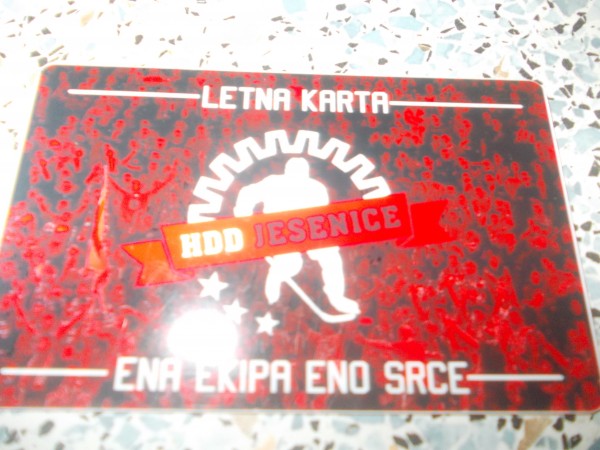 LETNA KARTA
HDD JESENICE
ENA EKIPA ENO SRCE